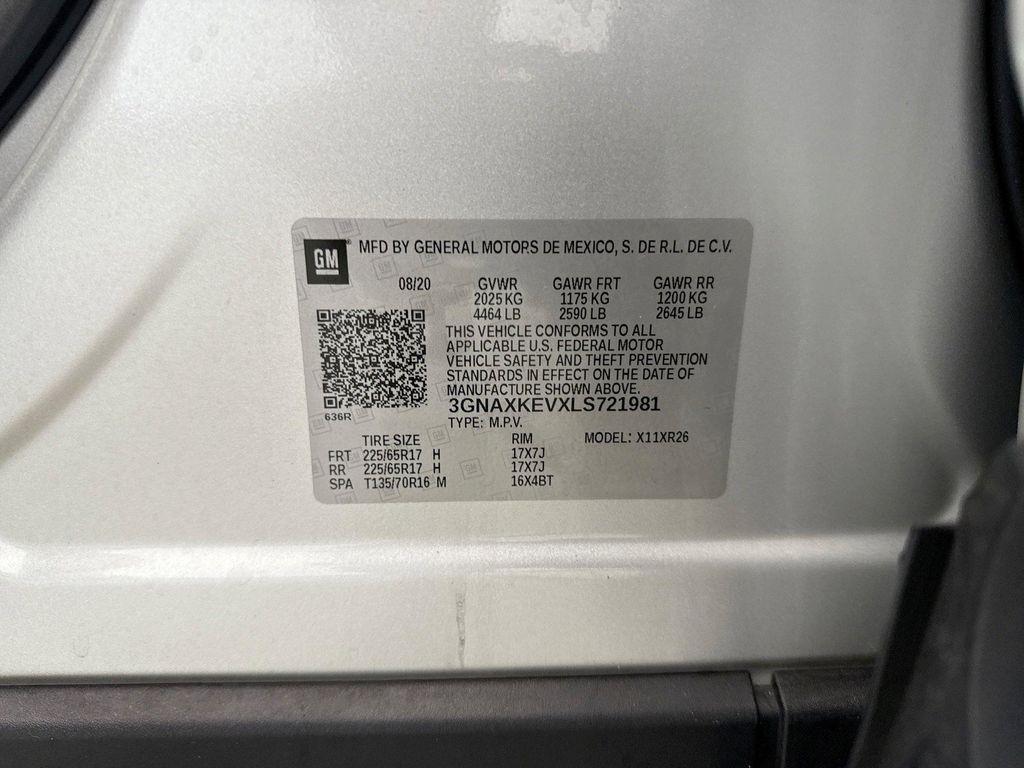 GM MFD BY GENERAL MOTORS DE MEXICO, S. DE R.L. DE C.V.
08/20 GVWR GAWR FRT GAWR RR
2025 KG 1175 KG 1200 KG
4464 LB 2590 LB 2645 LB
THIS VEHICLE CONFORMS TO ALL
APPLICABLE U.S. FEDERAL MOTOR
VEHICLE SAFETY AND THEFT PREVENTION
STANDARDS IN EFFECT ON THE DATE OF
MANUFACTURE SHOWN ABOVE.
3GNAXKEVXLS721981
636R
TYPE: M.P.V.
TIRE SIZE RIM MODEL: X11XR26
FRT 225/65R17 H 17X7J
RR 225/65R17 H 17X7J
SPA T135/70R16 M 16X4BT